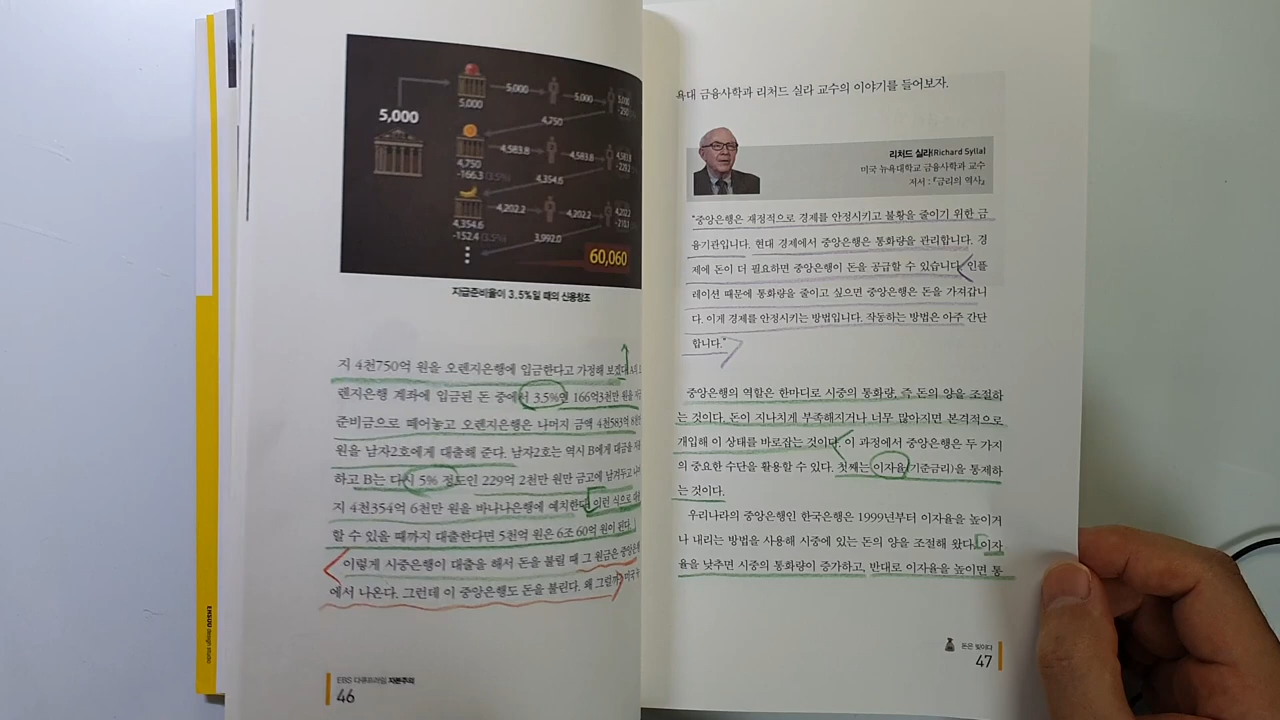 5,000
5,000
5,000
5,000
4,750
4,750
-166.3 (3.5%)
4,583.8
4,583.8
4,354.6
4,354.6
-152.4 (3.5%)
4,202.2
4,202.2
3,992.0
60,060
지급준비율이 3.5%일 때의 신용창조
지 4천750억 원을 오렌지은행에 입금한다고 가정해 보겠다.
렌지은행 계좌에 입금된 돈 중에서 3.5%인 166억3천만 원을
준비금으로 떼어놓고 오렌지은행은 나머지 금액 4천583억 8천만
원을 남자2호에게 대출해 준다. 남자2호는 역시 B에게 대금을
하고 B는 다시 5% 정도인 229억 2천만 원만 금고에 남겨두고
지 4천354억 6천만 원을 바나나은행에 예치한다. 이런 식으로
할 수 있을 때까지 대출한다면 5천억 원은 6조 60억 원이 된다.
이렇게 시중은행이 대출을 해서 돈을 불릴 때 그 원금은
에서 나온다. 그런데 이 중앙은행도 돈을 불린다. 왜 그럴까?
EBS 다큐프라임 자본주의
46
EHSOO design studio
욕대 금융사학과 리처드 실라 교수의 이야기를 들어보자.
리처드 실라(Richard Sylla)
미국 뉴욕대학교 금융사학과 교수
저서 : 『금리의 역사』
"중앙은행은 재정적으로 경제를 안정시키고 불황을 줄이기 위한 금
융기관입니다. 현대 경제에서 중앙은행은 통화량을 관리합니다. 경
제에 돈이 더 필요하면 중앙은행이 돈을 공급할 수 있습니다. 인플
레이션 때문에 통화량을 줄이고 싶으면 중앙은행은 돈을 가져갑니
다. 이게 경제를 안정시키는 방법입니다. 작동하는 방법은 아주 간단
합니다."
중앙은행의 역할은 한마디로 시중의 통화량, 즉 돈의 양을 조절하
는 것이다. 돈이 지나치게 부족해지거나 너무 많아지면 본격적으로
개입해 이 상태를 바로잡는 것이다. 이 과정에서 중앙은행은 두 가지
의 중요한 수단을 활용할 수 있다. 첫째는 이자율(기준금리)을 통제하
는 것이다.
우리나라의 중앙은행인 한국은행은 1999년부터 이자율을 높이거
나 내리는 방법을 사용해 시중에 있는 돈의 양을 조절해 왔다. 이자
율을 낮추면 시중의 통화량이 증가하고, 반대로 이자율을 높이면 통
돈은 빚이다
47